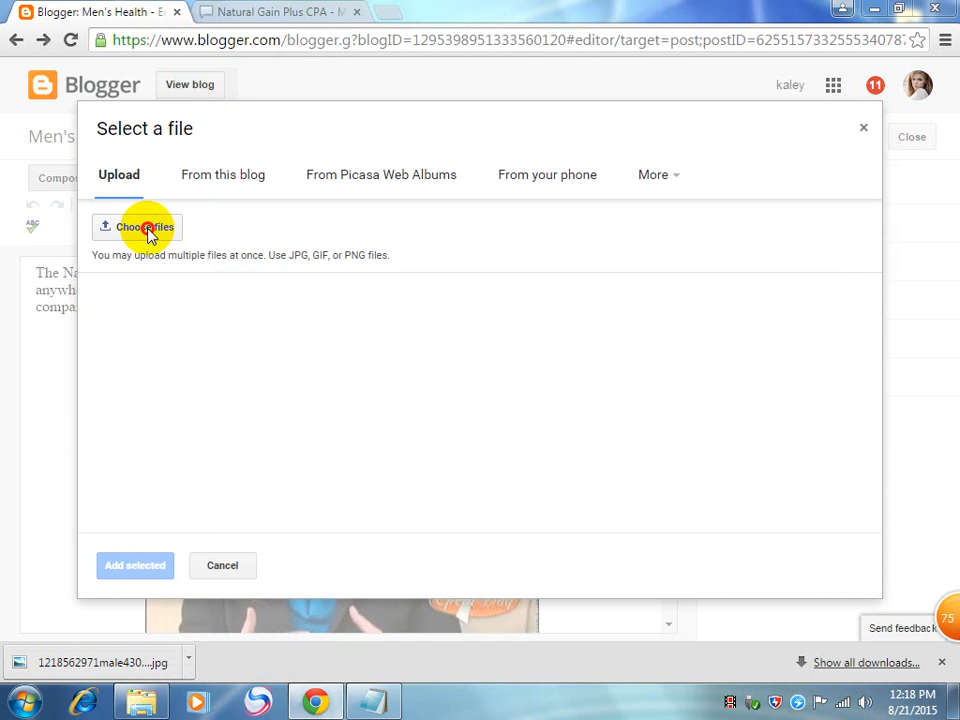 Blogger: Men's Health - Ed
Natural Gain Plus CPA - M
https://www.blogger.com/blogger.g?blogID=1295398951333560120#editor/target=post;postID=6255157332555340787
Blogger
View blog
kaley
11
Men's
Close
Select a file
Upload
From this blog
From Picasa Web Albums
From your phone
More
Compos
ABC
Choose files
You may upload multiple files at once. Use JPG, GIF, or PNG files.
The Na
anywh
compa
Add selected
Cancel
Send feedback
75
1218562971male430....jpg
Show all downloads...
12:18 PM
8/21/2015